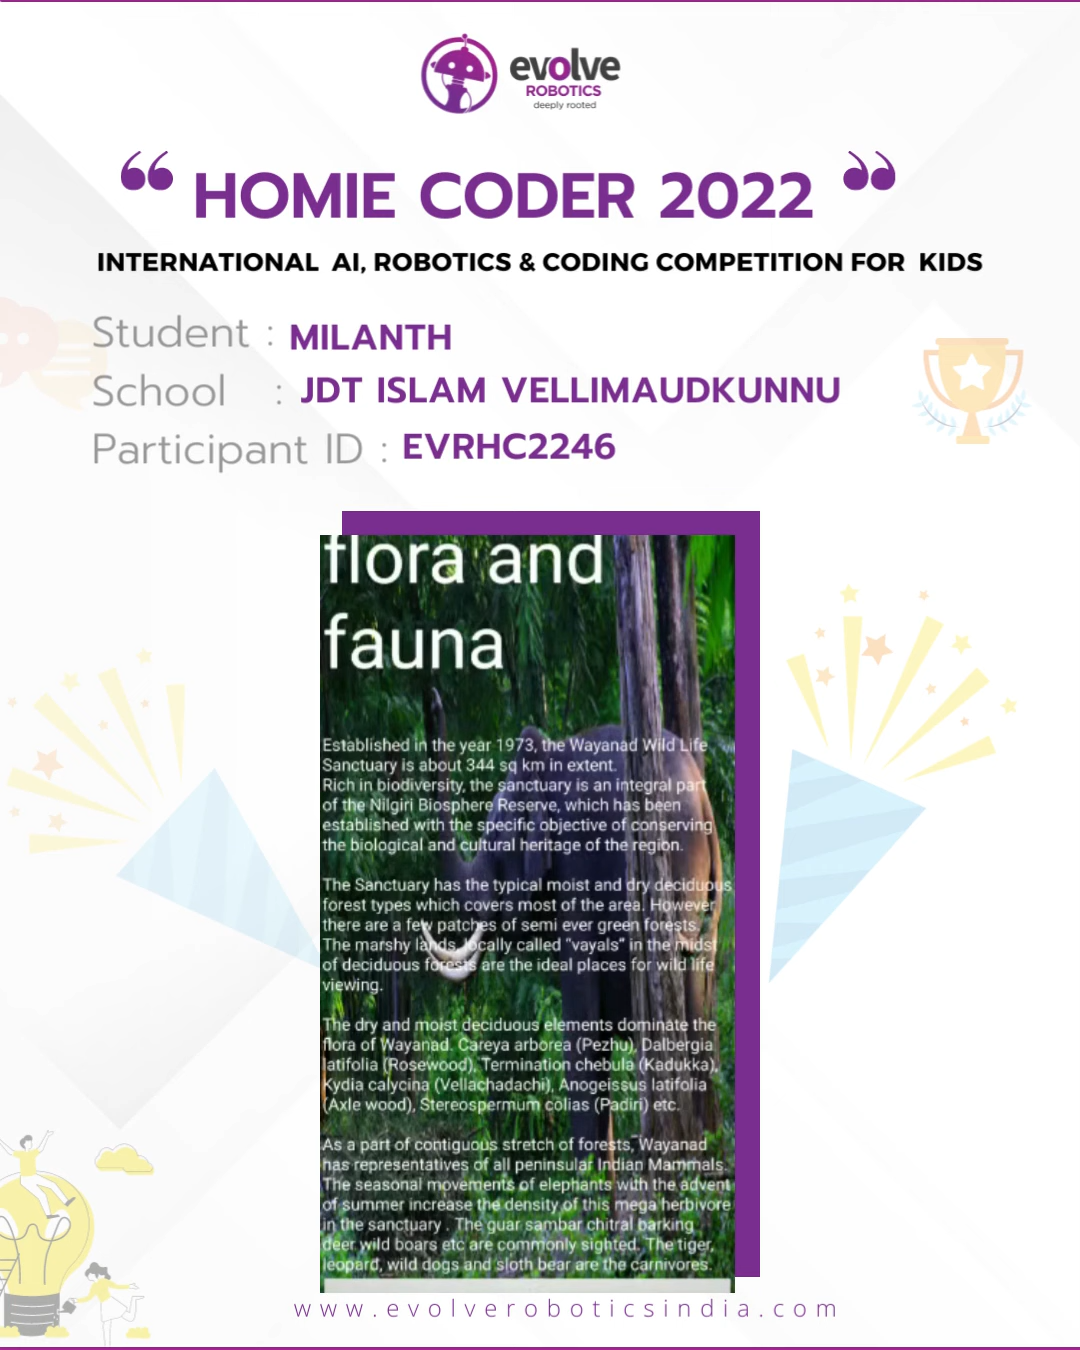 evolve
ROBOTICS
deeply rooted
“ HOMIE CODER 2022 ”
INTERNATIONAL AI, ROBOTICS & CODING COMPETITION FOR KIDS
Student : MILANTH
School : JDT ISLAM VELLIMAUDKUNNU
Participant ID : EVRHC2246
flora and
fauna
Established in the year 1973, the Wayanad Wild Life
Sanctuary is about 344 sq km in extent.
Rich in biodiversity, the sanctuary is an integral part
of the Nilgiri Biosphere Reserve, which has been
established with the specific objective of conserving
the biological and cultural heritage of the region.
The Sanctuary has the typical moist and dry deciduous
forest types which covers most of the area. However
there are a few patches of semi ever green forests.
The marshy lands, locally called "vayals" in the midst
of deciduous forests are the ideal places for wild life
viewing.
The dry and moist deciduous elements dominate the
flora of Wayanad. Careya arborea (Pezhu), Dalbergia
latifolia (Rosewood), Termination chebula (Kadukka),
Kydia calycina (Vellachadachi), Anogeissus latifolia
(Axle wood), Stereospermum colias (Padiri) etc.
As a part of contiguous stretch of forests, Wayanad
has representatives of all peninsular Indian Mammals.
The seasonal movements of elephants with the advent
of summer increase the density of this mega herbivore
in the sanctuary . The guar sambar chitral barking
deer wild boars etc are commonly sighted. The tiger,
leopard, wild dogs and sloth bear are the carnivores.
www.evolveroboticsindia.com